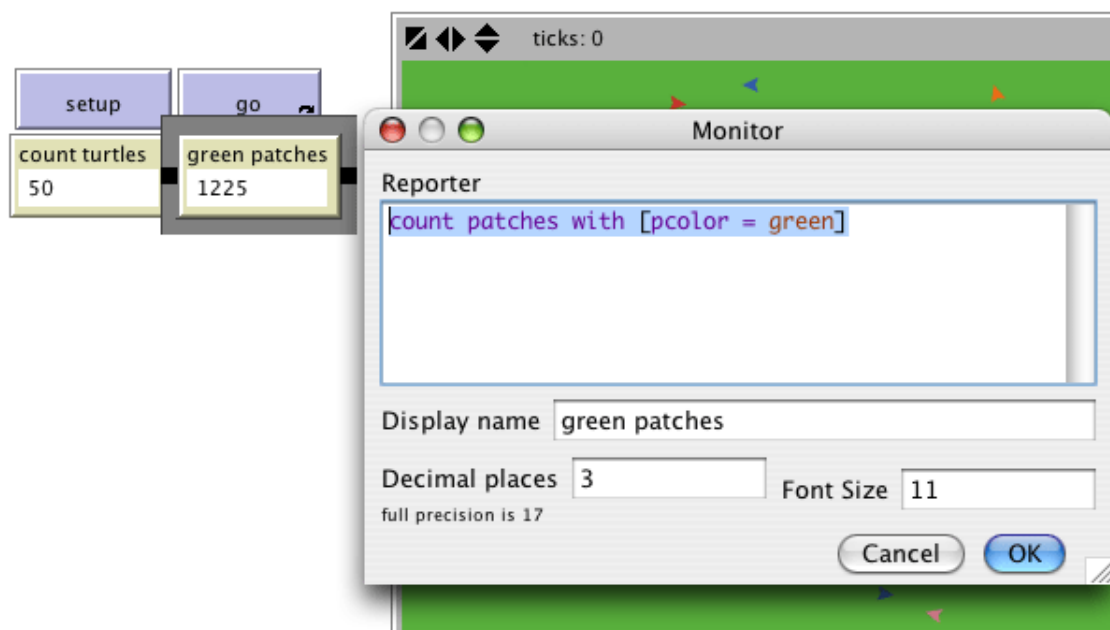 ticks: 0
setup
go
count turtles
50
green patches
1225
Monitor
Reporter
count patches with [pcolor = green]
Display name
green patches
Decimal places
3
full precision is 17
Font Size
11
Cancel
OK